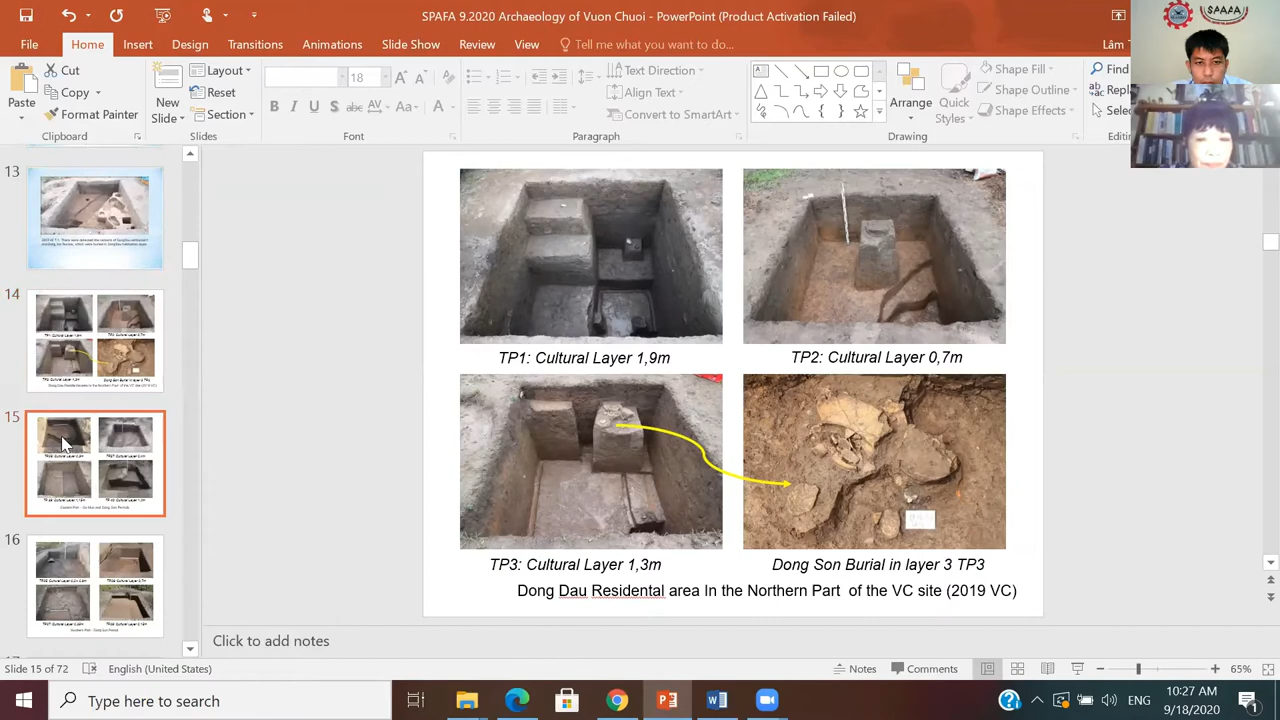 SPAFA 9.2020 Archaeology of Vuon Chuoi - PowerPoint (Product Activation Failed)
SPAFA
File Home Insert Design Transitions Animations Slide Show Review View Tell me what you want to do...
Paste
Cut
Copy
Format Painter
Clipboard
New Slide
Layout
Reset
Section
Slides
18
B I U S abc AV Aa A
Font
Text Direction
Align Text
Convert to SmartArt
Paragraph
Arrange
Quick Styles
Shape Fill
Shape Outline
Shape Effects
Drawing
Find
13
14
15
16
TP1: Cultural Layer 1,9m
TP2: Cultural Layer 0,7m
TP3: Cultural Layer 1,3m
Dong Son Burial in layer 3 TP3
Dong Dau Residental area In the Northern Part of the VC site (2019 VC)
Click to add notes
Slide 15 of 72
English (United States)
Notes
Comments
65%
Type here to search
ENG
10:27 AM
9/18/2020